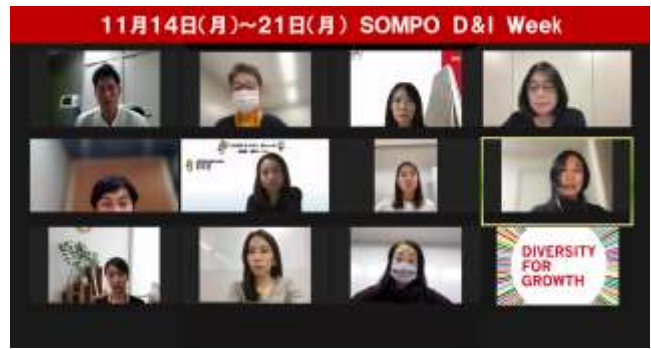 11月14日(月)~21日(月) SOMPO D&I Week
DIVERSITY
FOR
GROWTH